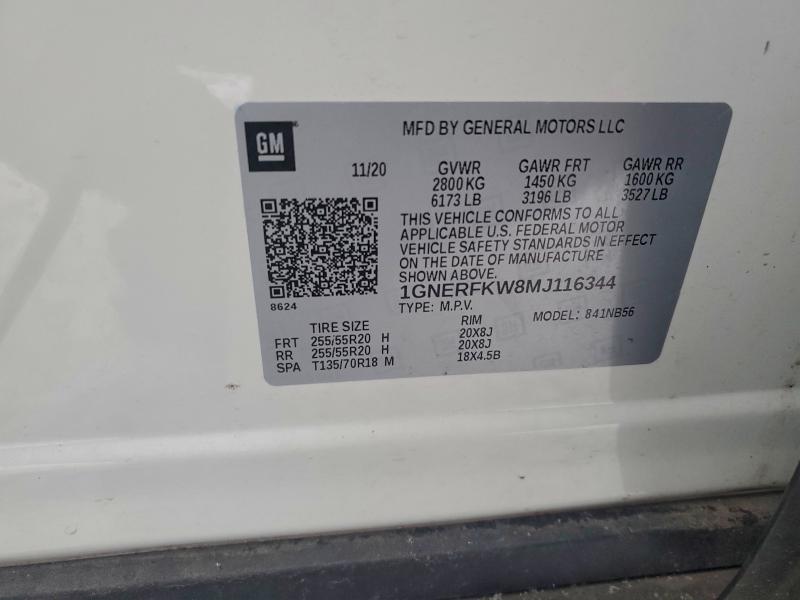 GM
MFD BY GENERAL MOTORS LLC
11/20 GVWR GAWR FRT GAWR RR
2800 KG 1450 KG 1600 KG
6173 LB 3196 LB 3527 LB
THIS VEHICLE CONFORMS TO ALL
APPLICABLE U.S. FEDERAL MOTOR
VEHICLE SAFETY STANDARDS IN EFFECT
ON THE DATE OF MANUFACTURE
SHOWN ABOVE.
1GNERFKW8MJ116344
8624
TYPE: M.P.V. MODEL: 841NB56
TIRE SIZE RIM
FRT 255/55R20 H 20X8J
RR 255/55R20 H 20X8J
SPA T135/70R18 M 18X4.5B